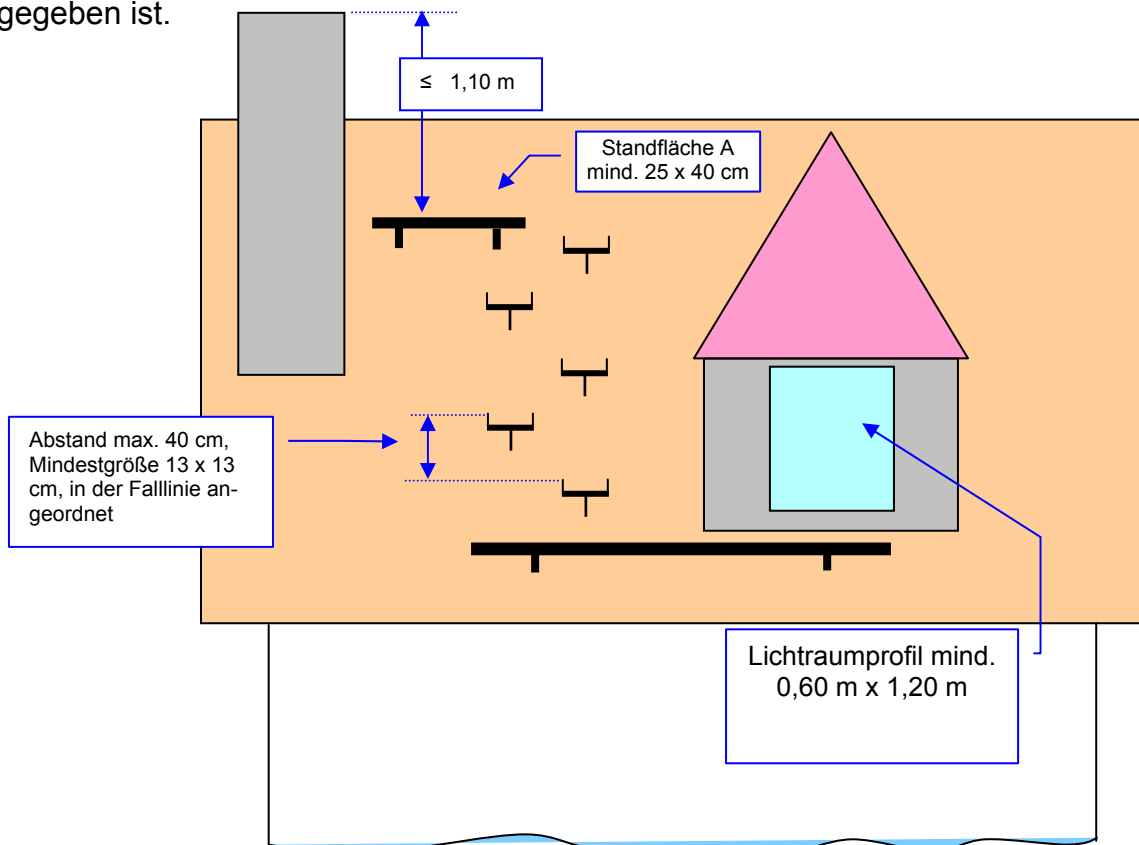 gegeben ist.
≤ 1,10 m
Standfläche A
mind. 25 x 40 cm
Abstand max. 40 cm,
Mindestgröße 13 x 13
cm, in der Falllinie an-
geordnet
Lichtraumprofil mind.
0,60 m x 1,20 m